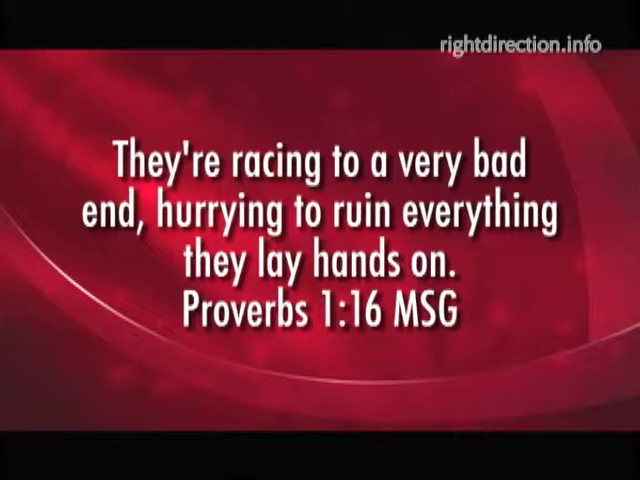 rightdirection.info
They're racing to a very bad
end, hurrying to ruin everything
they lay hands on.
Proverbs 1:16 MSG